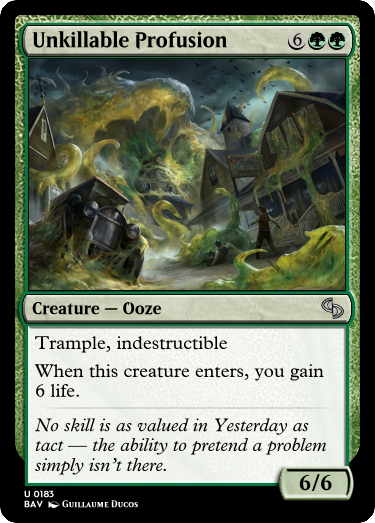 Unkillable Profusion 6
Creature — Ooze
Trample, indestructible
When this creature enters, you gain
6 life.
No skill is as valued in Yesterday as
tact — the ability to pretend a problem
simply isn't there.
6/6
U 0183
BAV Guillaume Ducos